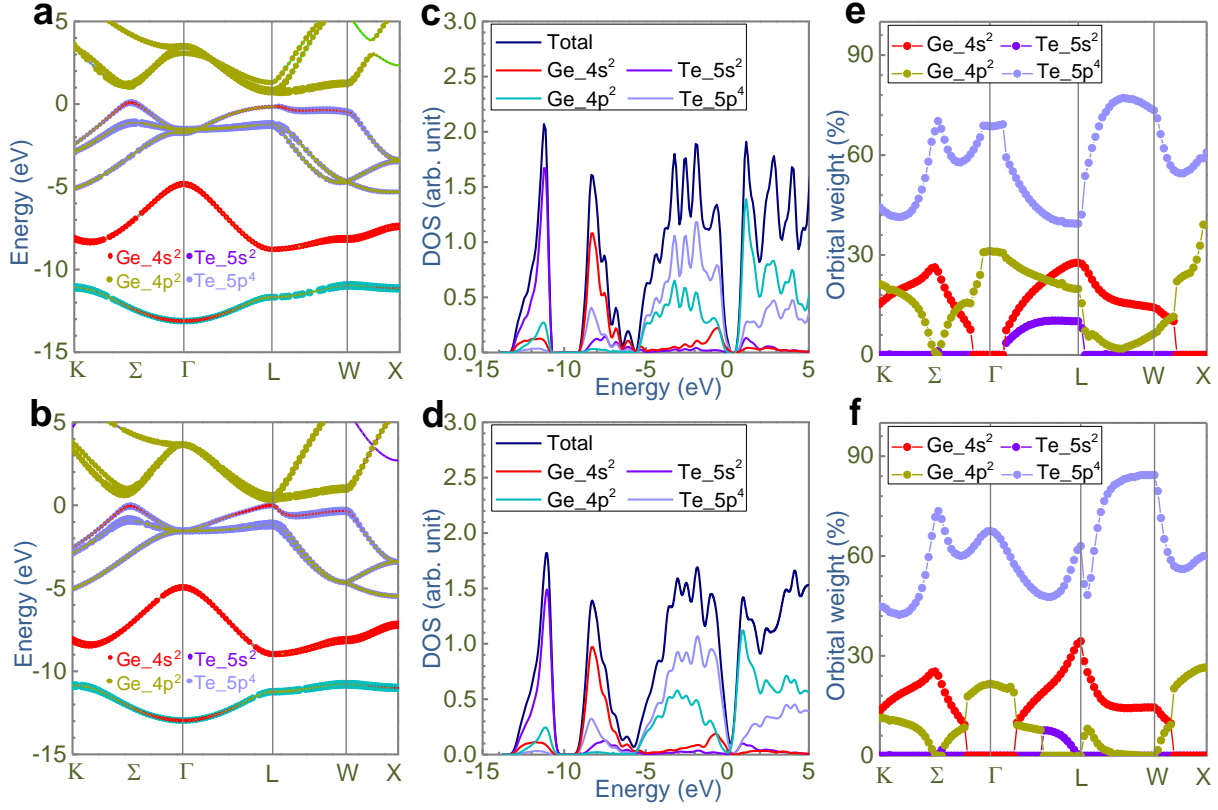 a
5
0
-5
-10
-15
Energy (eV)
Ge_4s² Te_5s²
Ge_4p² Te_5p⁴
K Σ Γ L W X
c
3.0
2.5
2.0
1.5
1.0
0.5
0.0
DOS (arb. unit)
Total
Ge_4s² Te_5s²
Ge_4p² Te_5p⁴
-15 -10 -5 0 5
Energy (eV)
e
90
60
30
0
Orbital weight (%)
Ge_4s² Te_5s²
Ge_4p² Te_5p⁴
K Σ Γ L W X
b
5
0
-5
-10
-15
Energy (eV)
Ge_4s² Te_5s²
Ge_4p² Te_5p⁴
K Σ Γ L W X
d
3.0
2.5
2.0
1.5
1.0
0.5
0.0
DOS (arb. unit)
Total
Ge_4s² Te_5s²
Ge_4p² Te_5p⁴
-15 -10 -5 0 5
Energy (eV)
f
90
60
30
0
Orbital weight (%)
Ge_4s² Te_5s²
Ge_4p² Te_5p⁴
K Σ Γ L W X